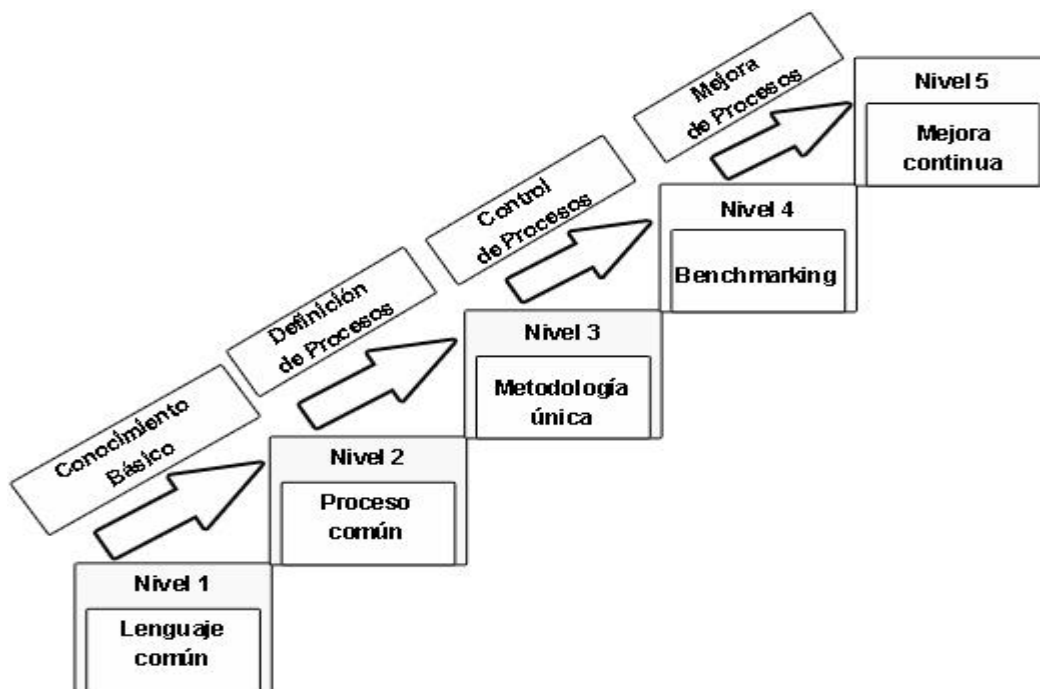 Mejora
de Procesos
Nivel 5
Mejora
continua
Control
de Procesos
Nivel 4
Benchmarking
Definición
de Procesos
Nivel 3
Metodología
única
Conocimiento
Básico
Nivel 2
Proceso
común
Nivel 1
Lenguaje
común